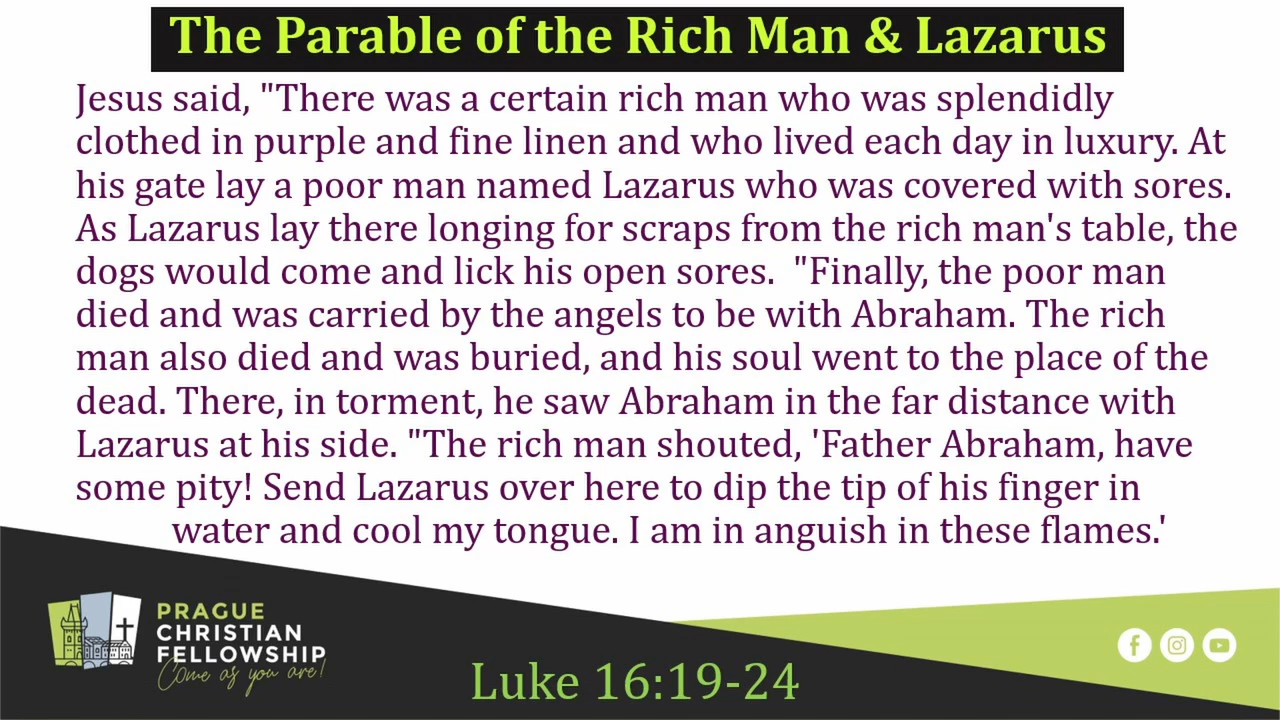 The Parable of the Rich Man & Lazarus
Jesus said, "There was a certain rich man who was splendidly
clothed in purple and fine linen and who lived each day in luxury. At
his gate lay a poor man named Lazarus who was covered with sores.
As Lazarus lay there longing for scraps from the rich man's table, the
dogs would come and lick his open sores.  "Finally, the poor man
died and was carried by the angels to be with Abraham. The rich
man also died and was buried, and his soul went to the place of the
dead. There, in torment, he saw Abraham in the far distance with
Lazarus at his side. "The rich man shouted, 'Father Abraham, have
some pity! Send Lazarus over here to dip the tip of his finger in
water and cool my tongue. I am in anguish in these flames.'
PRAGUE
CHRISTIAN
FELLOWSHIP
Come as you are!
Luke 16:19-24